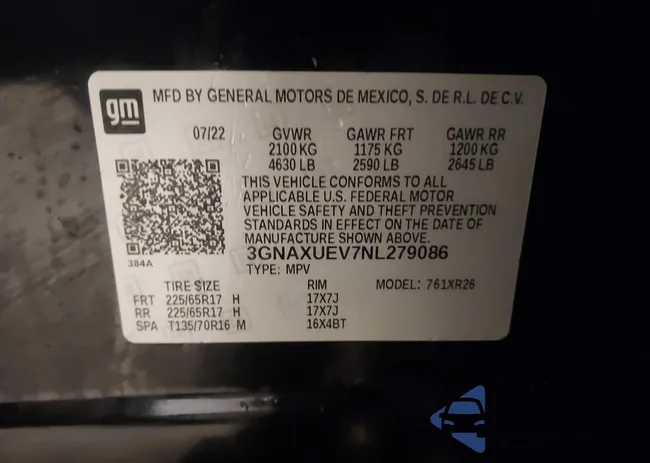 gm MFD BY GENERAL MOTORS DE MEXICO, S. DE R.L. DE C.V.
07/22 GVWR GAWR FRT GAWR RR
2100 KG 1175 KG 1200 KG
4630 LB 2590 LB 2645 LB
THIS VEHICLE CONFORMS TO ALL
APPLICABLE U.S. FEDERAL MOTOR
VEHICLE SAFETY AND THEFT PREVENTION
STANDARDS IN EFFECT ON THE DATE OF
MANUFACTURE SHOWN ABOVE.
384A
3GNAXUEV7NL279086
TYPE: MPV
TIRE SIZE RIM MODEL: 761XR26
FRT 225/65R17 H 17X7J
RR 225/65R17 H 17X7J
SPA T135/70R16 M 16X4BT